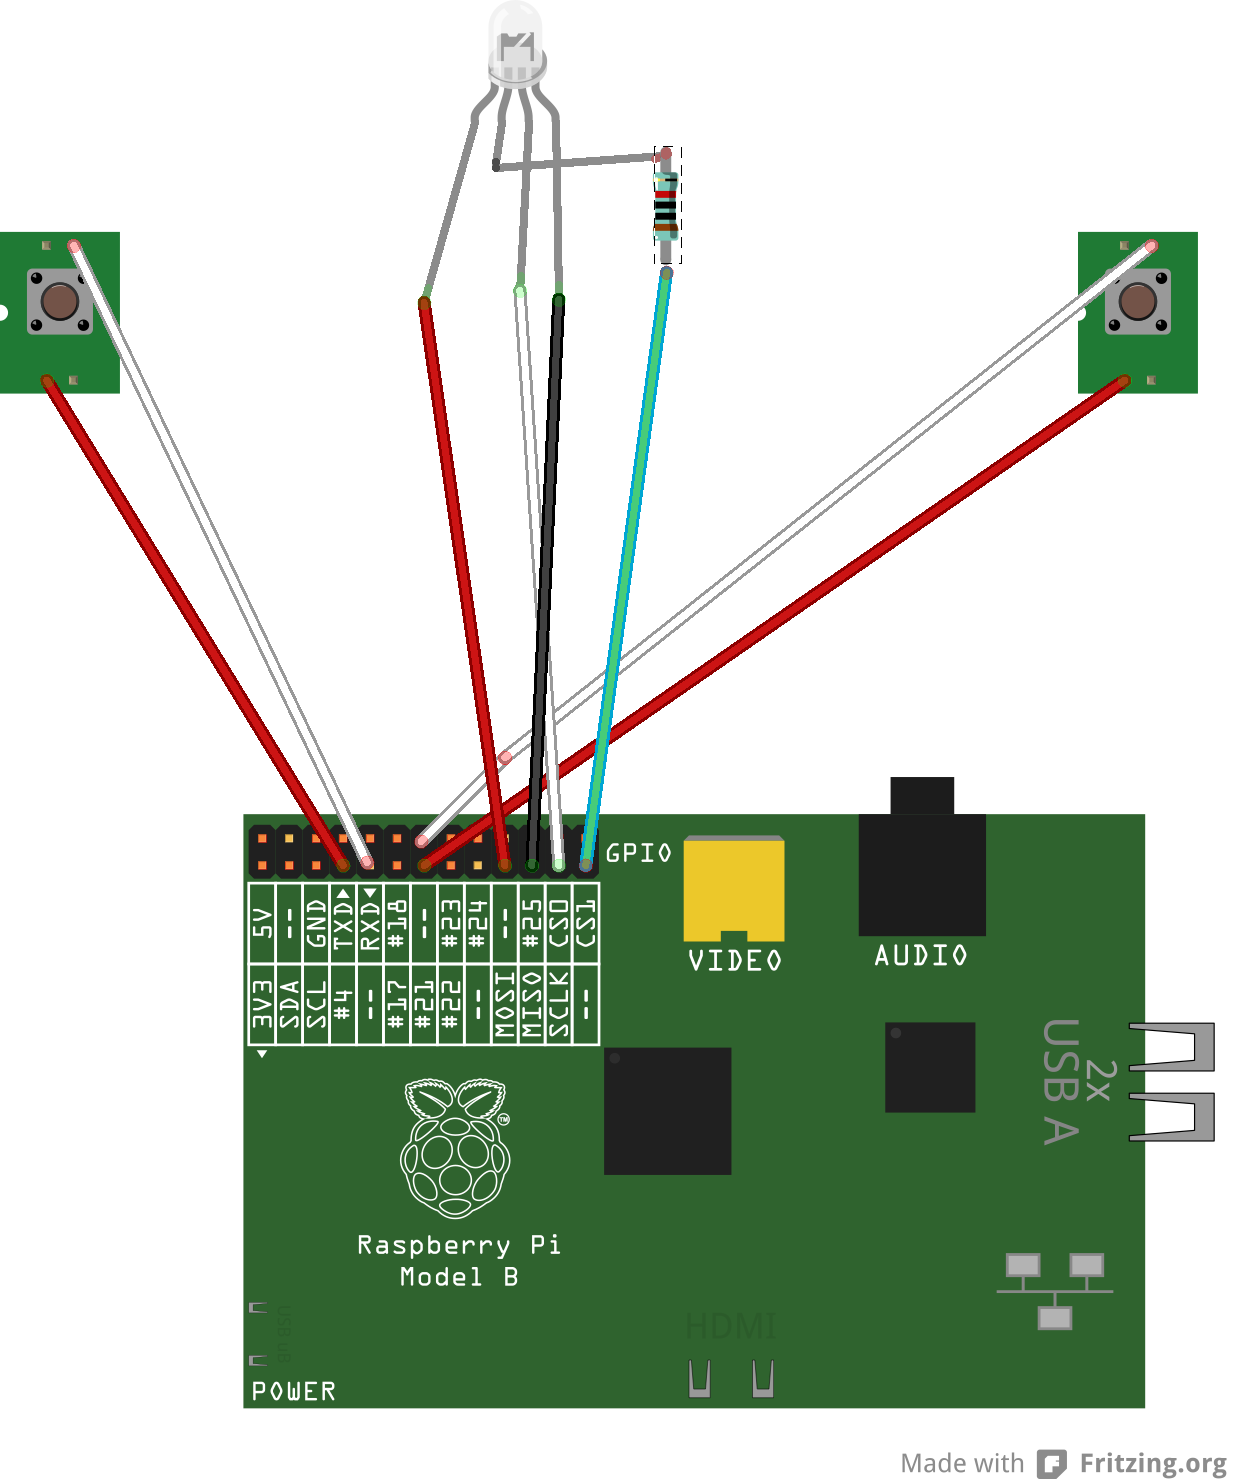 GPIO
5V -- GND TXD RXD #18 -- #23 #24 -- #25 CS0 CS1
3V3 SDA SCL #4 -- #17 #21 #22 -- MOSI MISO SCLK --
VIDEO
AUDIO
USB A
2x
TM
Raspberry Pi
Model B
HDMI
POWER
Made with Fritzing.org